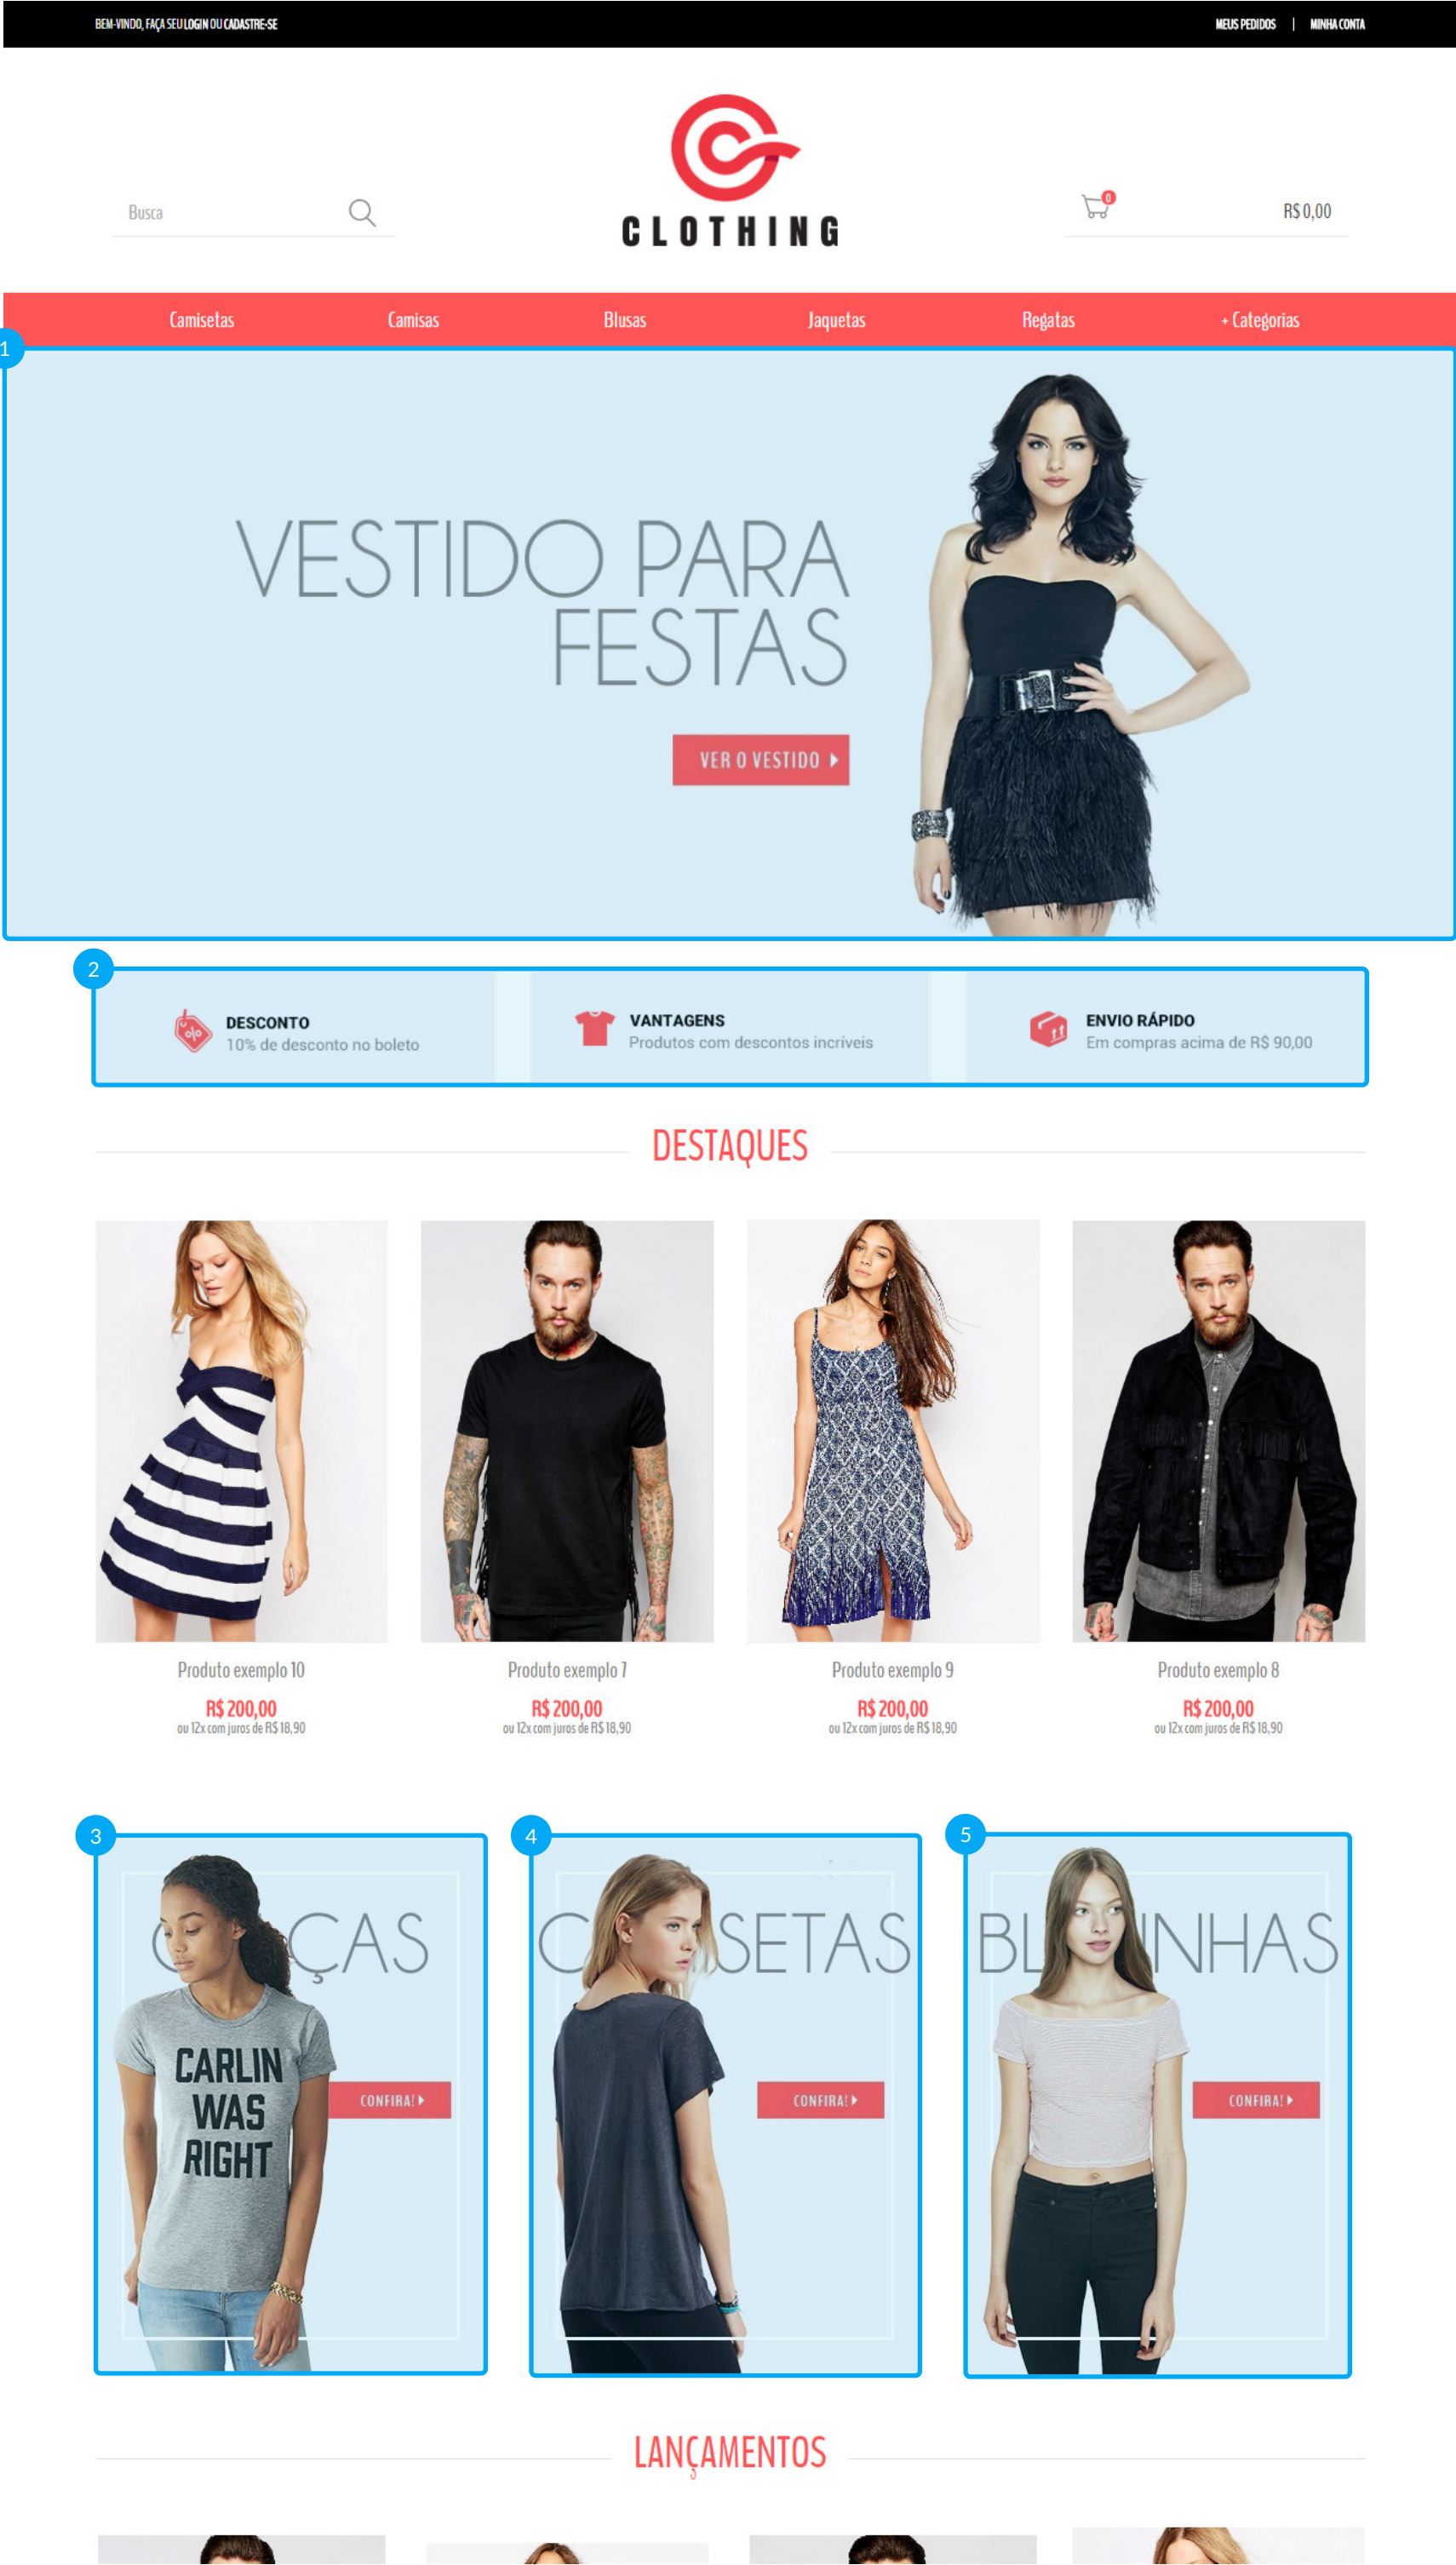 BEM-VINDO, FAÇA SEU LOGIN OU CADASTRE-SE
MEUS PEDIDOS | MINHA CONTA
Busca
CLOTHING
0
R$ 0,00
Camisetas Camisas Blusas Jaquetas Regatas + Categorias
1
VESTIDO PARA
FESTAS
VER O VESTIDO
2
DESCONTO
10% de desconto no boleto
VANTAGENS
Produtos com descontos incríveis
ENVIO RÁPIDO
Em compras acima de R$ 90,00
DESTAQUES
Produto exemplo 10
R$ 200,00
ou 12x com juros de R$ 18,90
Produto exemplo 7
R$ 200,00
ou 12x com juros de R$ 18,90
Produto exemplo 9
R$ 200,00
ou 12x com juros de R$ 18,90
Produto exemplo 8
R$ 200,00
ou 12x com juros de R$ 18,90
3
ÇAS
CARLIN
WAS
RIGHT
CONFIRA!
4
C SETAS
CONFIRA!
5
BL INHAS
CONFIRA!
LANÇAMENTOS